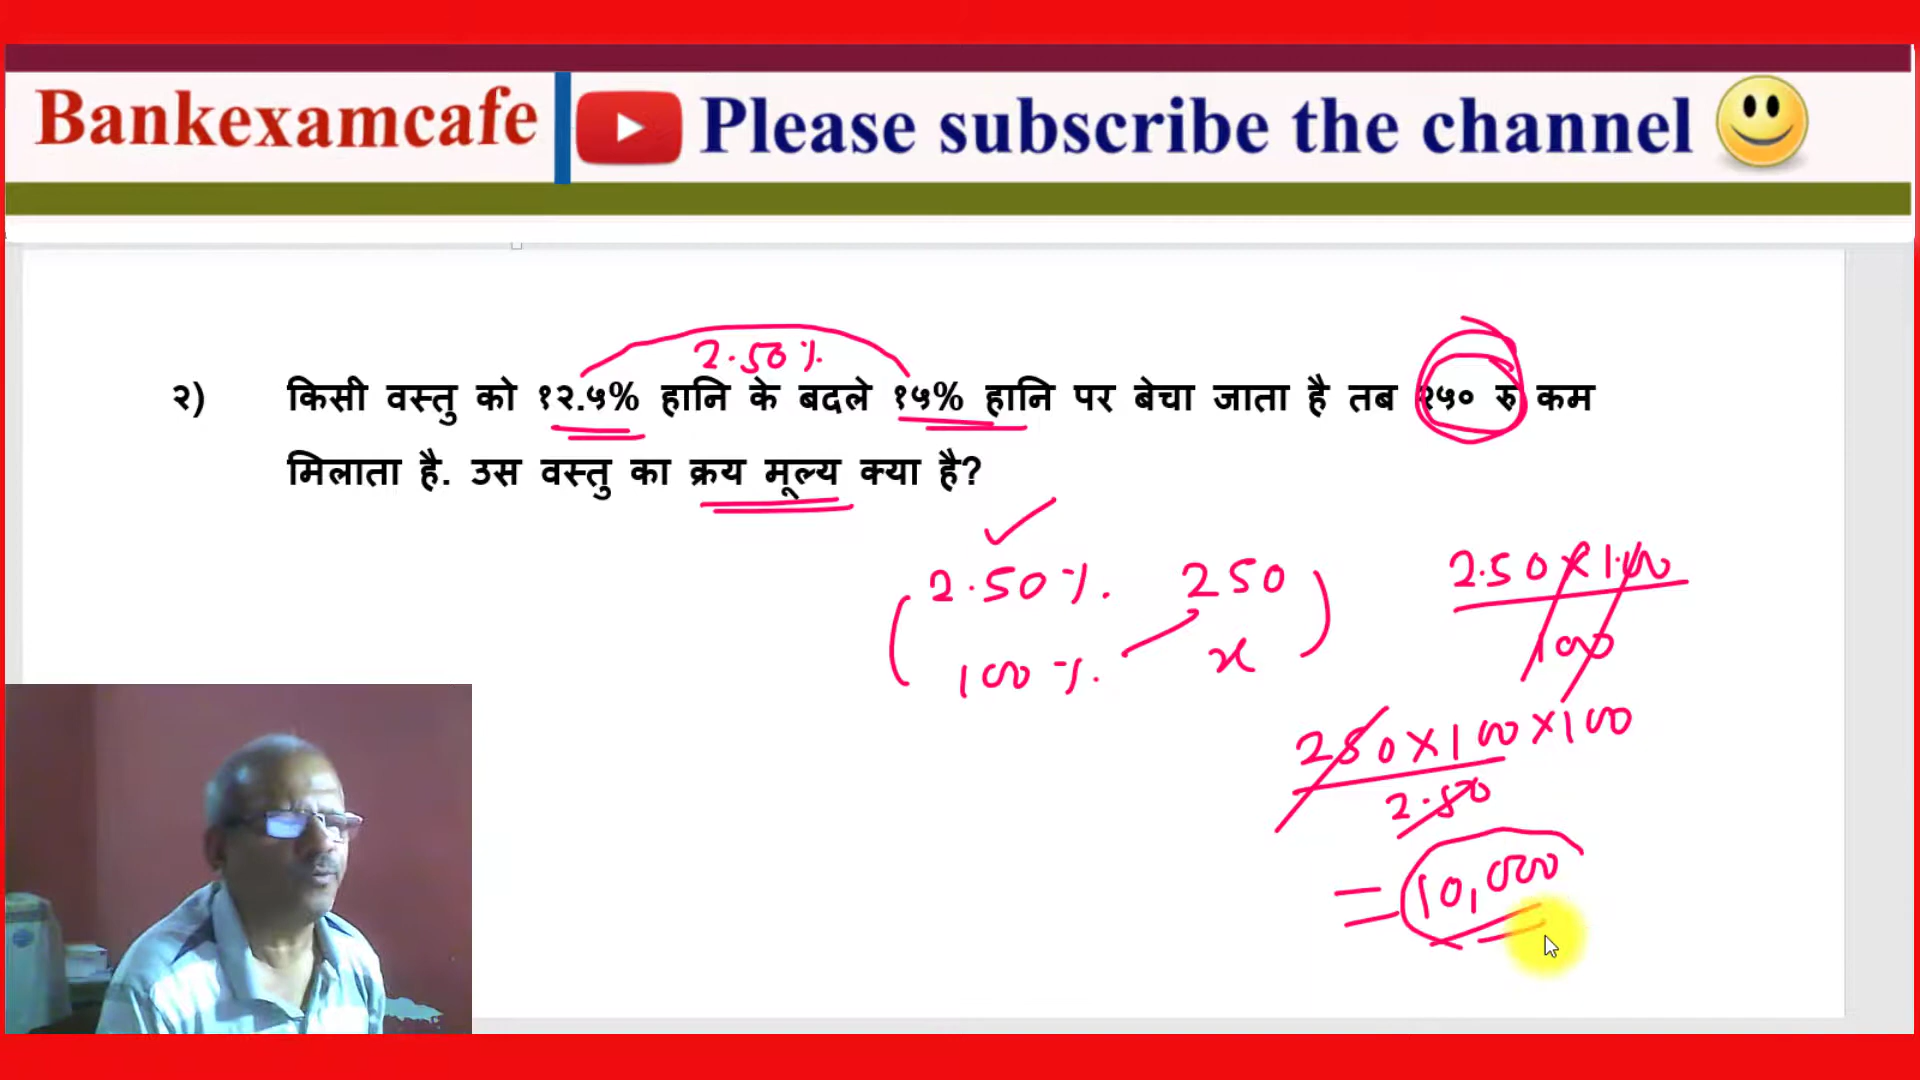 Bankexamcafe Please subscribe the channel
2.50%
२) किसी वस्तु को १२.५% हानि के बदले १५% हानि पर बेचा जाता है तब २५० रु कम
मिलाता है. उस वस्तु का क्रय मूल्य क्या है?
2.50% 250
100% x
2.50×100
100
250×100×100
2.50
= 10,000